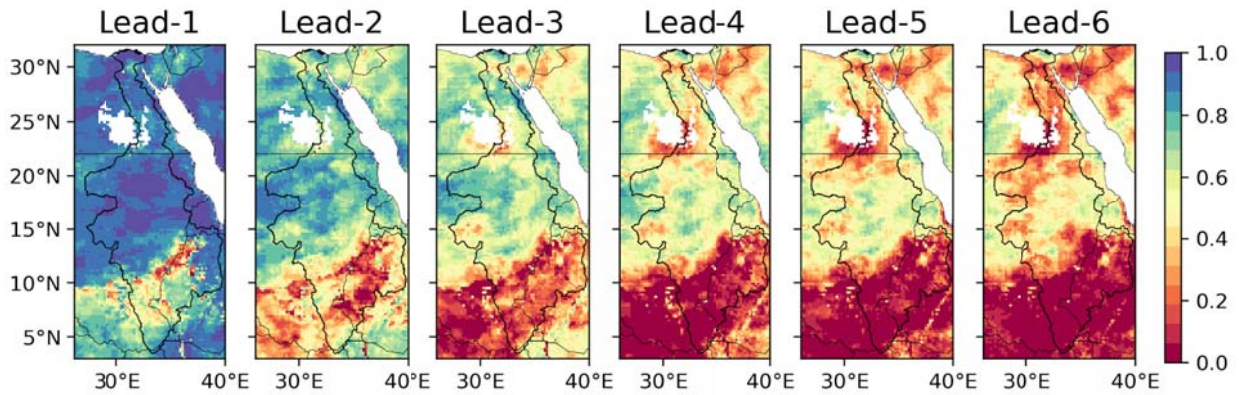 Lead-1 Lead-2 Lead-3 Lead-4 Lead-5 Lead-6
30°N 1.0
25°N 0.8
20°N 0.6
15°N 0.4
10°N 0.2
5°N 0.0
30°E 40°E 30°E 40°E 30°E 40°E 30°E 40°E 30°E 40°E 30°E 40°E